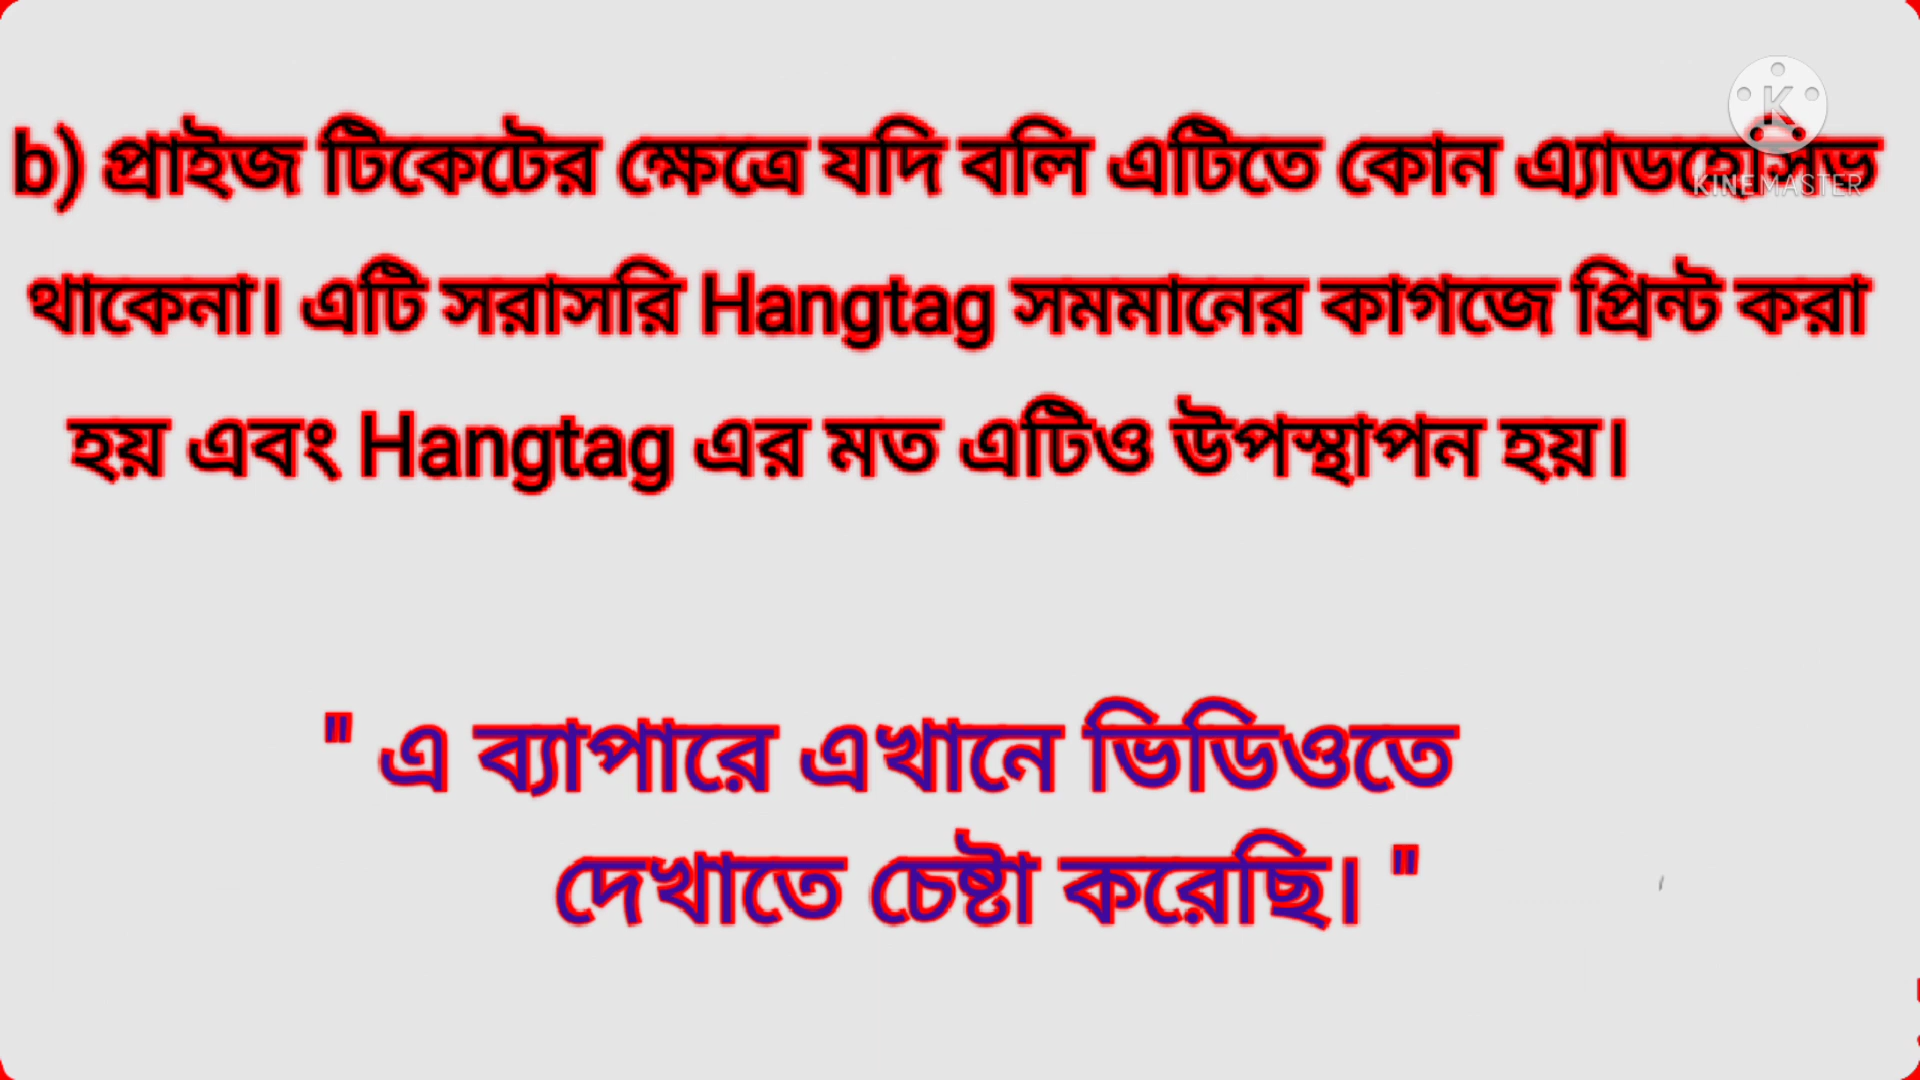 b) প্রাইজ টিকেটের ক্ষেত্রে যদি বলি এটিতে কোন এ্যাডহেসিভ
থাকেনা। এটি সরাসরি Hangtag সমমানের কাগজে প্রিন্ট করা
হয় এবং Hangtag এর মত এটিও উপস্থাপন হয়।
" এ ব্যাপারে এখানে ভিডিওতে
দেখাতে চেষ্টা করেছি। "
K
KINEMASTER